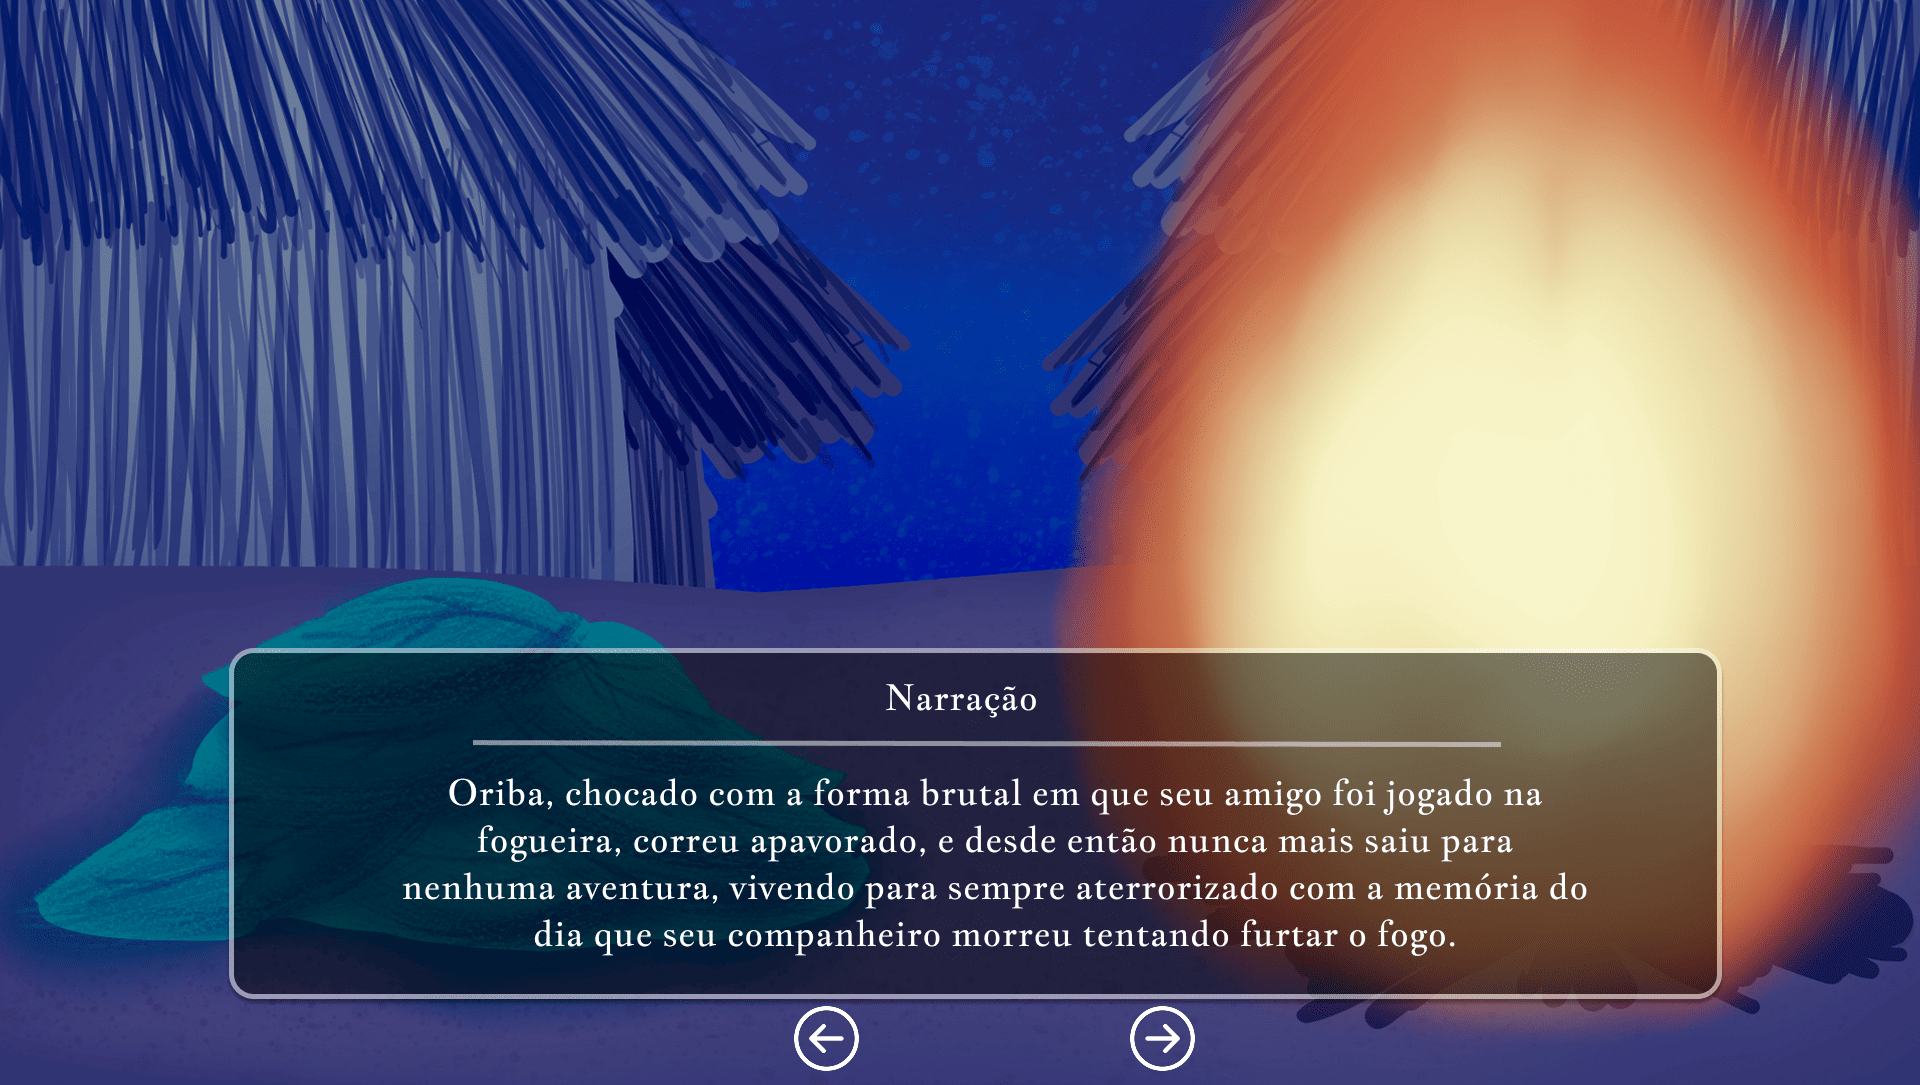 Narração
Oriba, chocado com a forma brutal em que seu amigo foi jogado na
fogueira, correu apavorado, e desde então nunca mais saiu para
nenhuma aventura, vivendo para sempre aterrorizado com a memória do
dia que seu companheiro morreu tentando furtar o fogo.